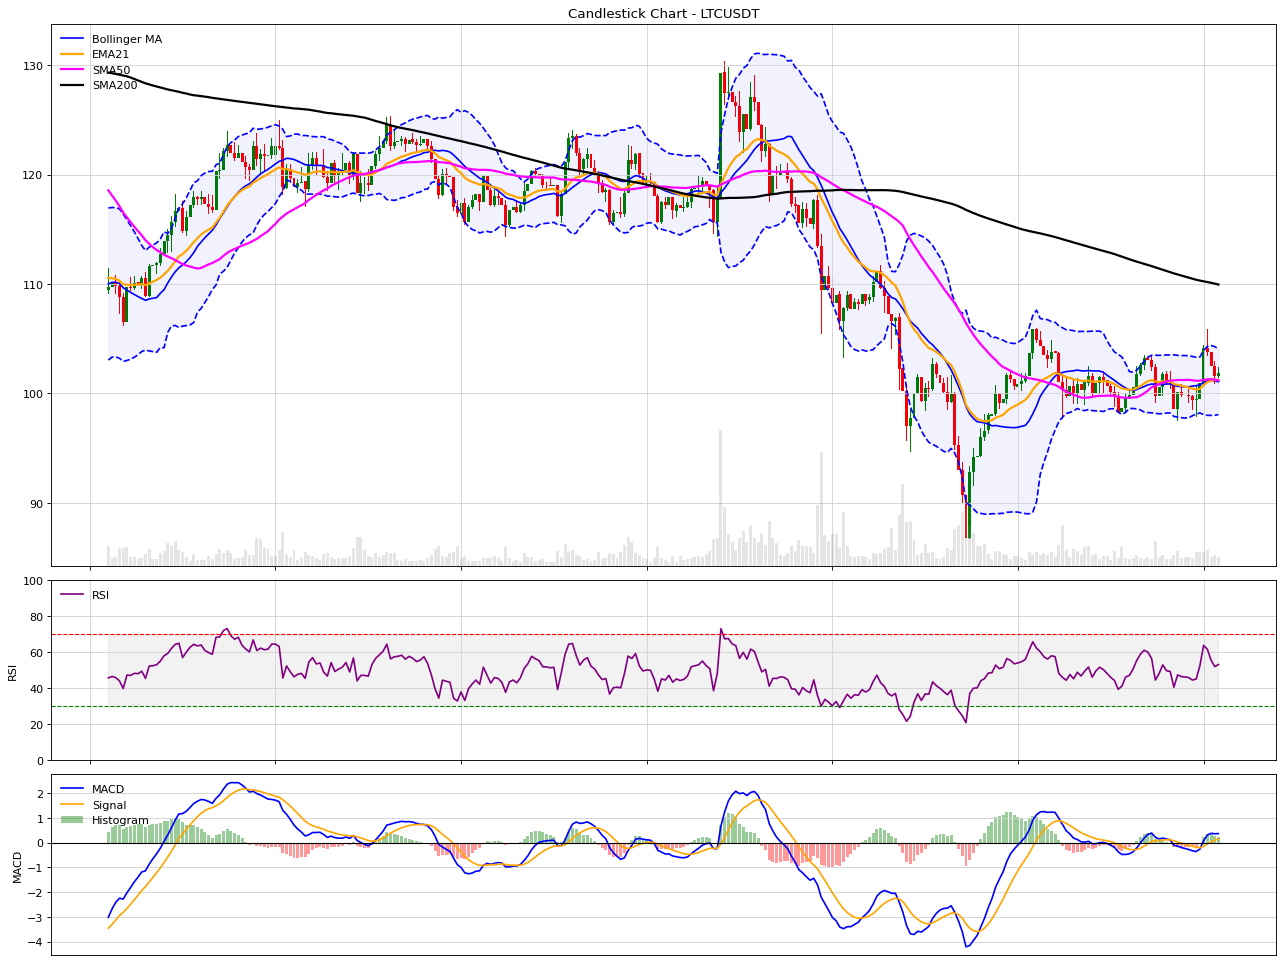 Candlestick Chart - LTCUSDT
Bollinger MA
EMA21
SMA50
SMA200
130
120
110
100
90
RSI
100
80
60
40
20
0
RSI
MACD
Signal
Histogram
2
1
0
−1
−2
−3
−4
MACD